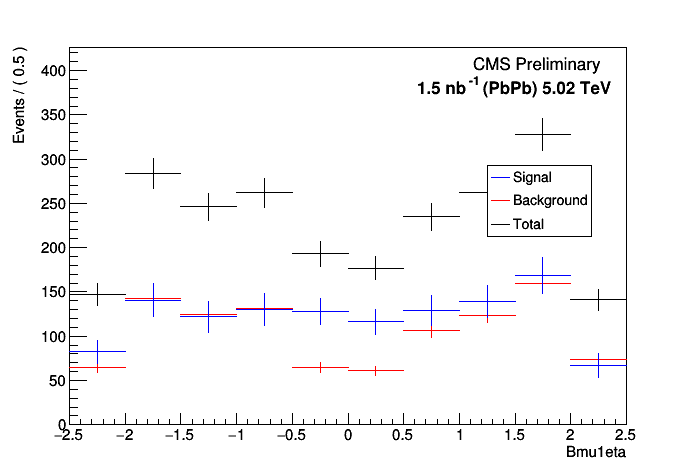 CMS Preliminary
1.5 nb⁻¹ (PbPb) 5.02 TeV
Events / ( 0.5 )
400
350
300
250
200
150
100
50
0
Signal
Background
Total
−2.5 −2 −1.5 −1 −0.5 0 0.5 1 1.5 2 2.5
Bmu1eta